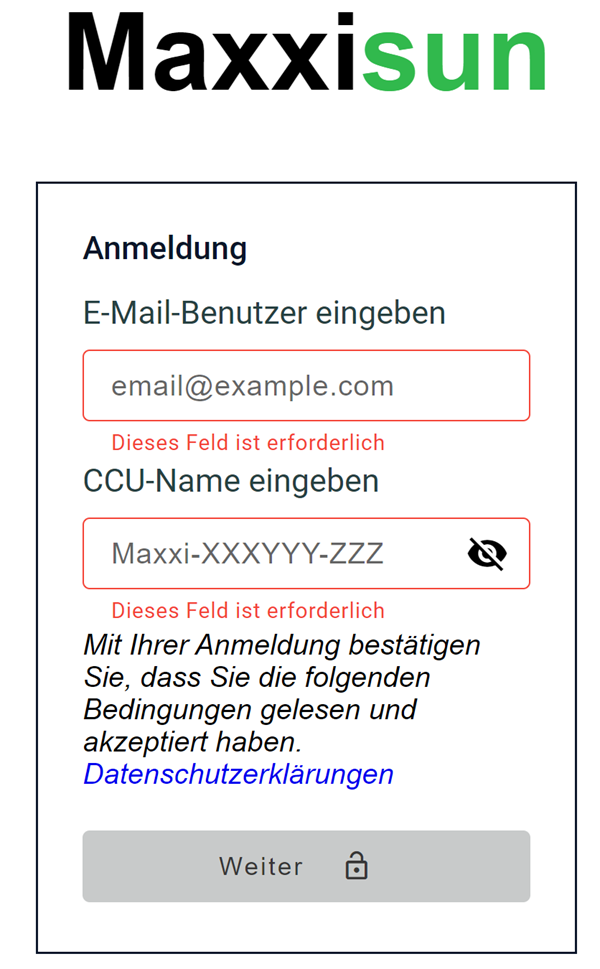 Maxxisun
Anmeldung
E-Mail-Benutzer eingeben
email@example.com
Dieses Feld ist erforderlich
CCU-Name eingeben
Maxxi-XXXYYY-ZZZ
Dieses Feld ist erforderlich
Mit Ihrer Anmeldung bestätigen
Sie, dass Sie die folgenden
Bedingungen gelesen und
akzeptiert haben.
Datenschutzerklärungen
Weiter